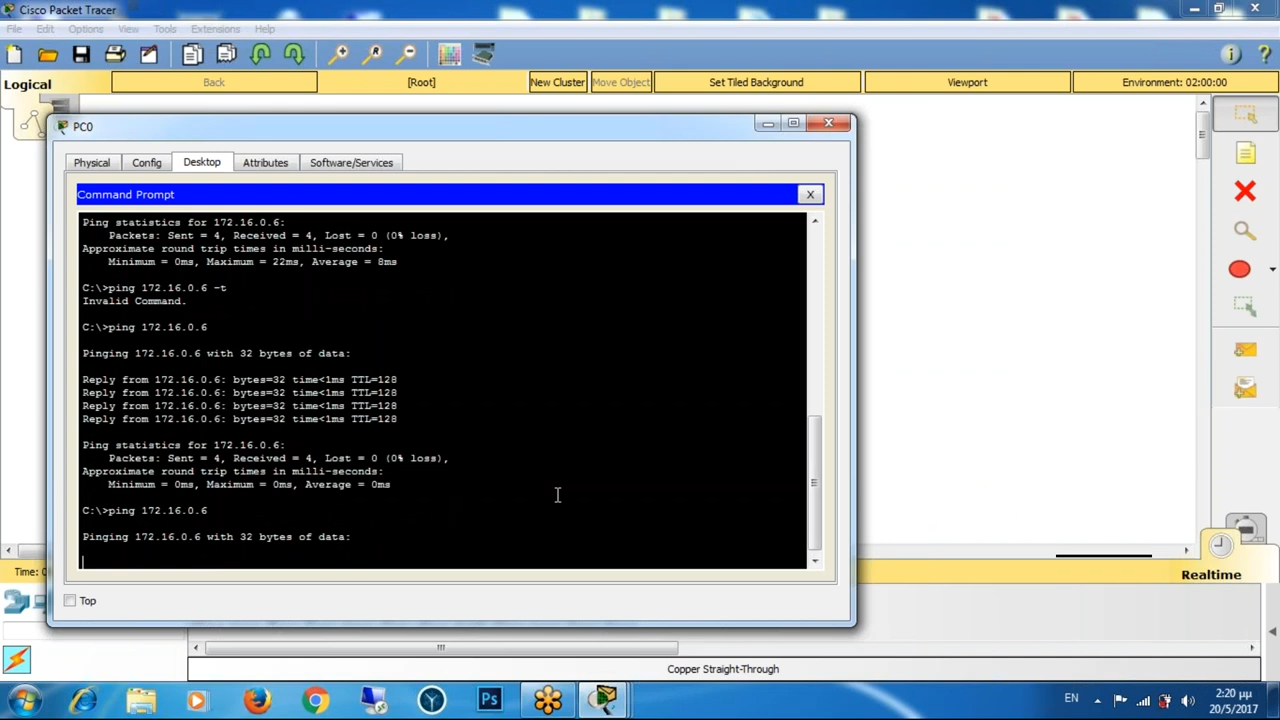 Cisco Packet Tracer
File Edit Options View Tools Extensions Help
Logical Back [Root] New Cluster Move Object Set Tiled Background Viewport Environment: 02:00:00
PC0
Physical Config Desktop Attributes Software/Services
Command Prompt X
Ping statistics for 172.16.0.6:
Packets: Sent = 4, Received = 4, Lost = 0 (0% loss),
Approximate round trip times in milli-seconds:
Minimum = 0ms, Maximum = 22ms, Average = 8ms
C:\>ping 172.16.0.6 -t
Invalid Command.
C:\>ping 172.16.0.6
Pinging 172.16.0.6 with 32 bytes of data:
Reply from 172.16.0.6: bytes=32 time<1ms TTL=128
Reply from 172.16.0.6: bytes=32 time<1ms TTL=128
Reply from 172.16.0.6: bytes=32 time<1ms TTL=128
Reply from 172.16.0.6: bytes=32 time<1ms TTL=128
Ping statistics for 172.16.0.6:
Packets: Sent = 4, Received = 4, Lost = 0 (0% loss),
Approximate round trip times in milli-seconds:
Minimum = 0ms, Maximum = 0ms, Average = 0ms
C:\>ping 172.16.0.6
Pinging 172.16.0.6 with 32 bytes of data:
Time:
Realtime
Top
Copper Straight-Through
Ps
EN
2:20 μμ
20/5/2017